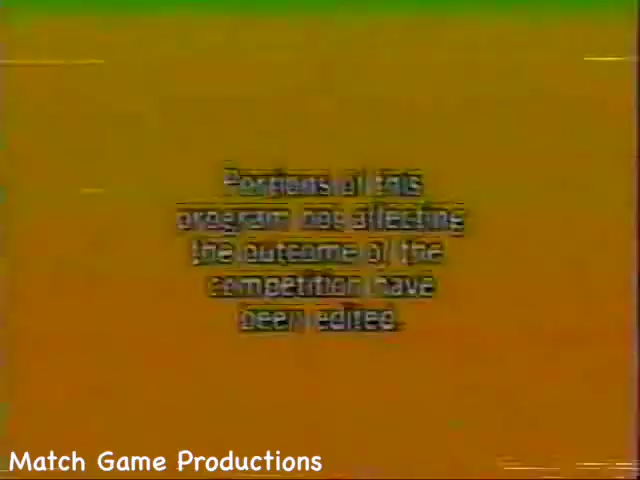 Portions of this
program not affecting
the outcome of the
competition have
been edited.
Match Game Productions